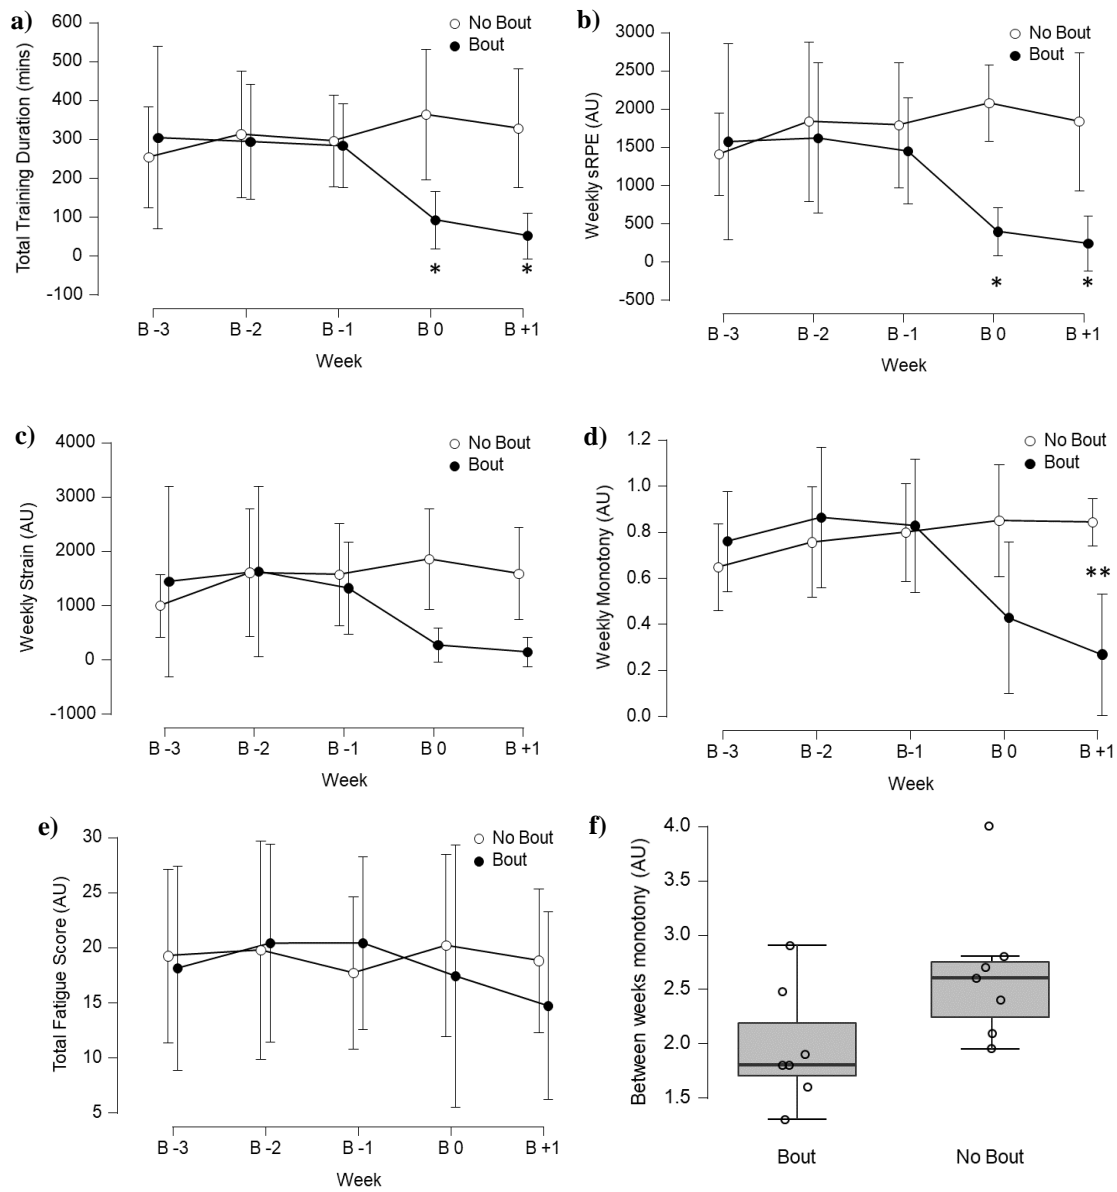 a)
Total Training Duration (mins)
600
500
400
300
200
100
0
-100
No Bout
Bout
*
*
B -3
B -2
B -1
B 0
B +1
Week
b)
Weekly sRPE (AU)
3000
2500
2000
1500
1000
500
0
-500
No Bout
Bout
*
*
B -3
B -2
B -1
B 0
B +1
Week
c)
Weekly Strain (AU)
4000
3000
2000
1000
0
-1000
No Bout
Bout
B -3
B -2
B -1
B 0
B +1
Week
d)
Weekly Monotony (AU)
1.2
1.0
0.8
0.6
0.4
0.2
0.0
No Bout
Bout
**
B -3
B -2
B-1
B 0
B +1
Week
e)
Total Fatigue Score (AU)
30
25
20
15
10
5
No Bout
Bout
B -3
B -2
B -1
B 0
B +1
Week
f)
Between weeks monotony (AU)
4.0
3.5
3.0
2.5
2.0
1.5
Bout
No Bout